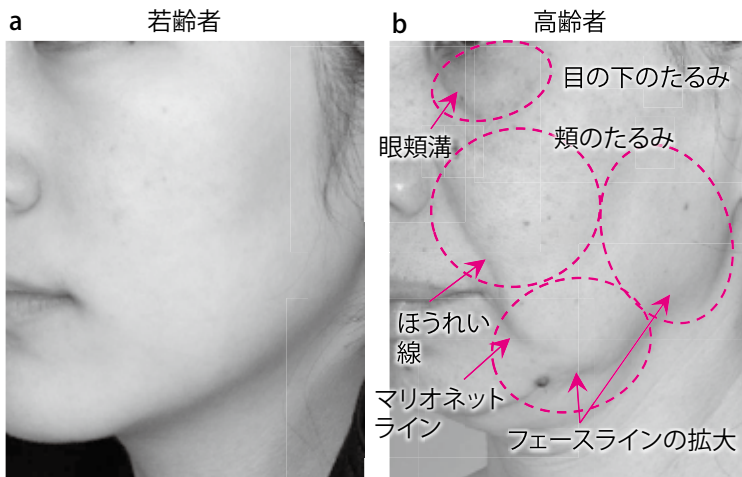 a
若齢者
b
高齢者
目の下のたるみ
眼頬溝
頬のたるみ
ほうれい
線
マリオネット
ライン
フェースラインの拡大